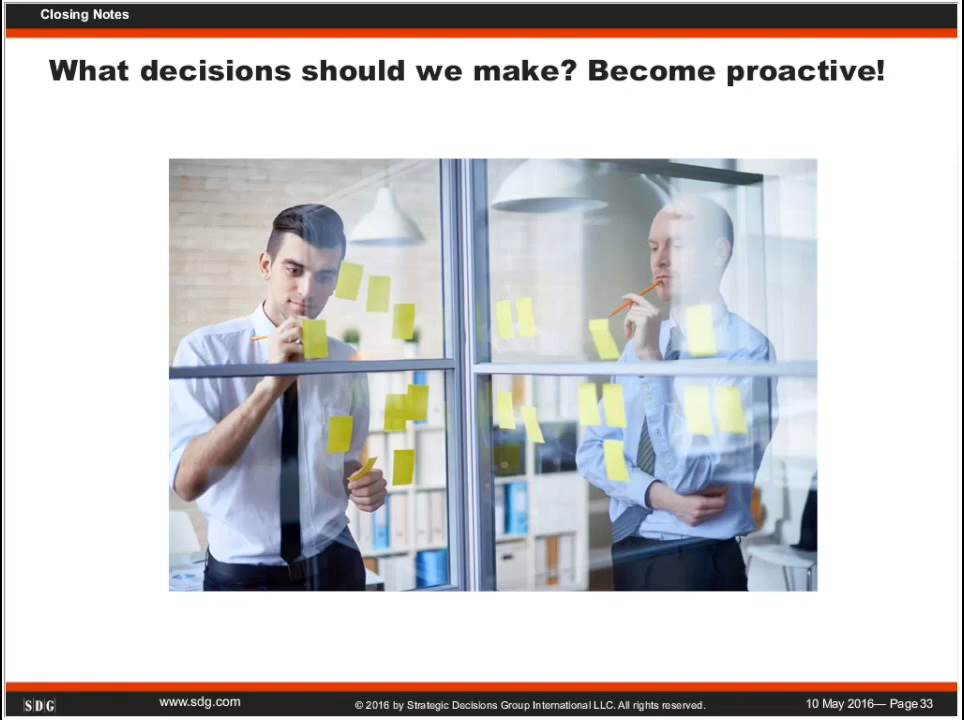 Closing Notes
What decisions should we make? Become proactive!
SDG
www.sdg.com
© 2016 by Strategic Decisions Group International LLC. All rights reserved.
10 May 2016— Page 33